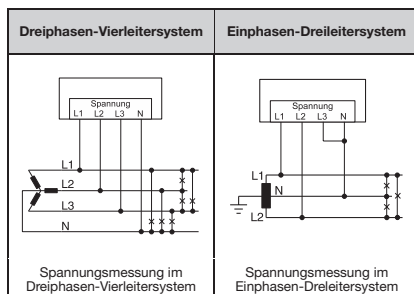 Dreiphasen-Vierleitersystem
Einphasen-Dreileitersystem
Spannung
L1 L2 L3 N
L1
L2
L3
N
Spannungsmessung im
Dreiphasen-Vierleitersystem
Spannung
L1 L2 L3 N
L1
N
L2
Spannungsmessung im
Einphasen-Dreleitersystem